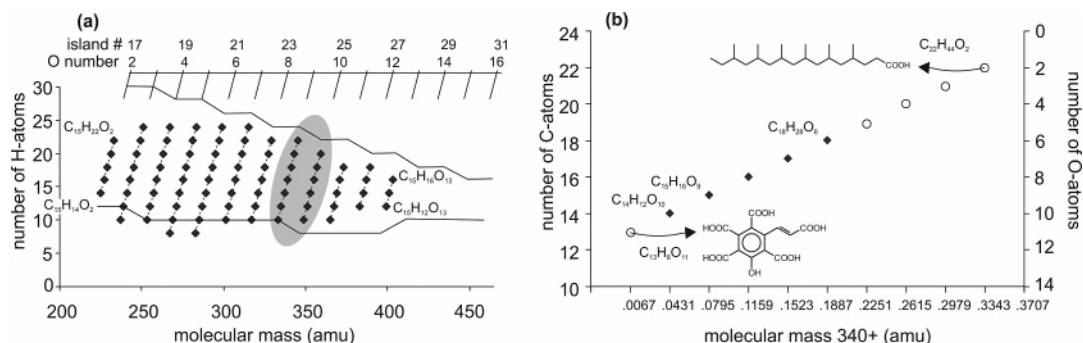 (a)
island # 17 19 21 23 25 27 29 31
O number 2 4 6 8 10 12 14 16
number of H-atoms
30
25
20
15
10
5
0
C15H22O2
C15H14O2
C15H16O13
C15H12O13
200 250 300 350 400 450
molecular mass (amu)
(b)
number of C-atoms
24
22
20
18
16
14
12
10
C22H44O2
COOH
C18H28O6
C15H16O9
C14H12O10
C13H8O11
COOH
HOOC COOH
HOOC COOH
OH
COOH
number of O-atoms
0
2
4
6
8
10
12
14
.0067 .0431 .0795 .1159 .1523 .1887 .2251 .2615 .2979 .3343 .3707
molecular mass 340+ (amu)